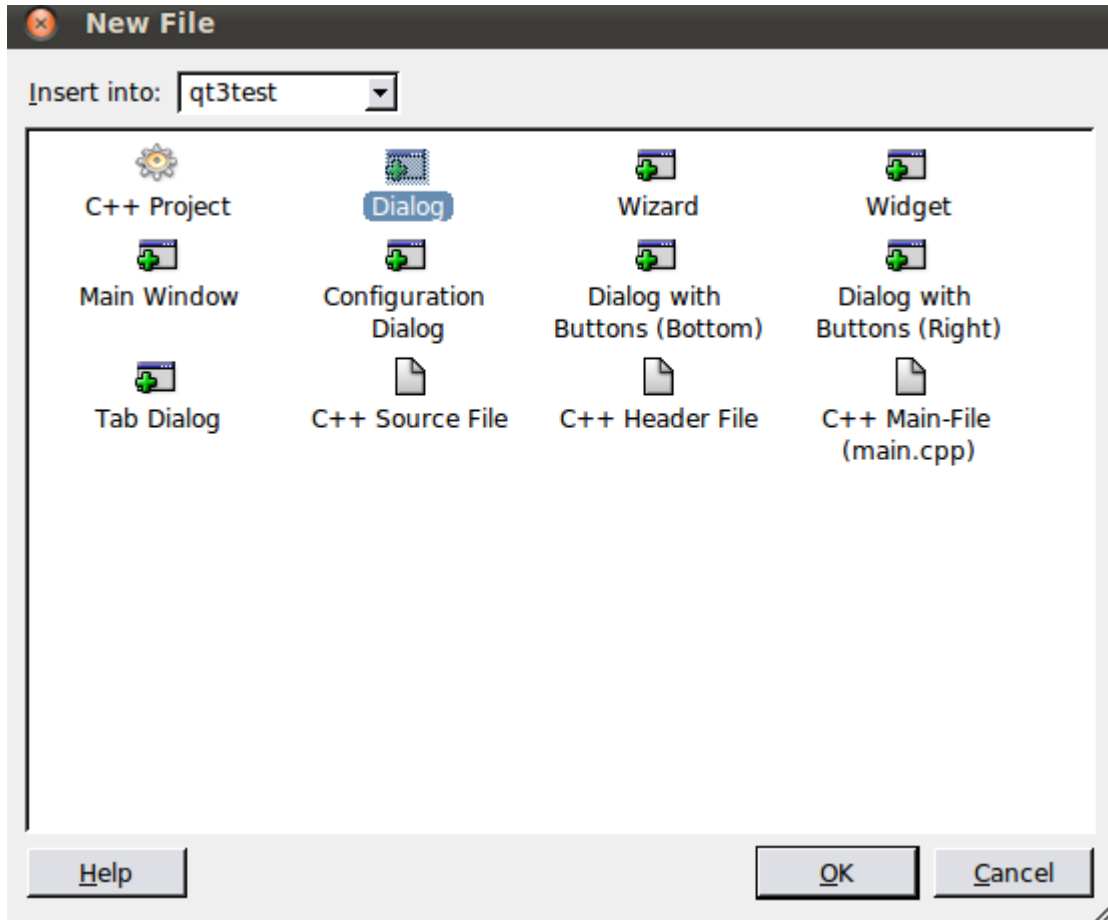 New File
Insert into: qt3test
C++ Project
Dialog
Wizard
Widget
Main Window
Configuration
Dialog
Dialog with
Buttons (Bottom)
Dialog with
Buttons (Right)
Tab Dialog
C++ Source File
C++ Header File
C++ Main-File
(main.cpp)
Help
OK
Cancel